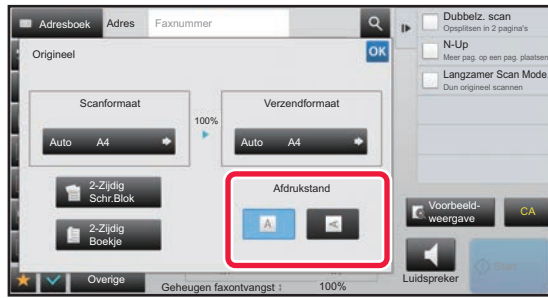 Adresboek Adres Faxnummer
Origineel
OK
Scanformaat
Auto A4
100%
Verzendformaat
Auto A4
2-Zijdig
Schr.Blok
2-Zijdig
Boekje
Afdrukstand
A
A
Overige
Geheugen faxontvangst : 100%
Dubbelz. scan
Opsplitsen in 2 pagina's
N-Up
Meer pag. op een pag. plaatsen
Langzamer Scan Mode
Dun origineel scannen
Voorbeeld-
weergave
CA
Luidspreker
Start